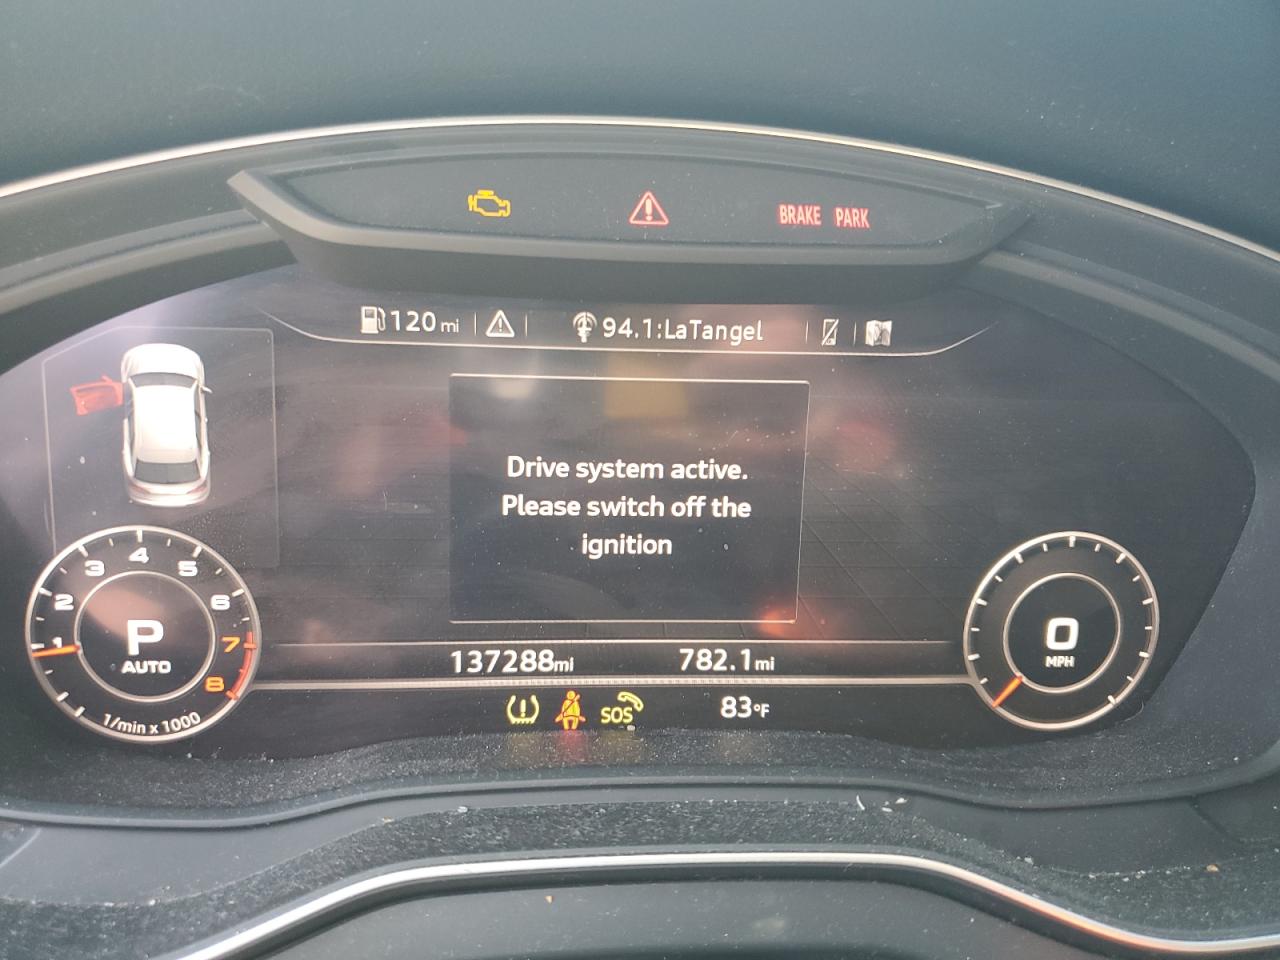 BRAKE PARK
120 mi
94.1:LaTangel
Drive system active.
Please switch off the
ignition
1 2 3 4 5 6 7 8
P
AUTO
1/min x 1000
0
MPH
137288mi
782.1mi
SOS
83°F